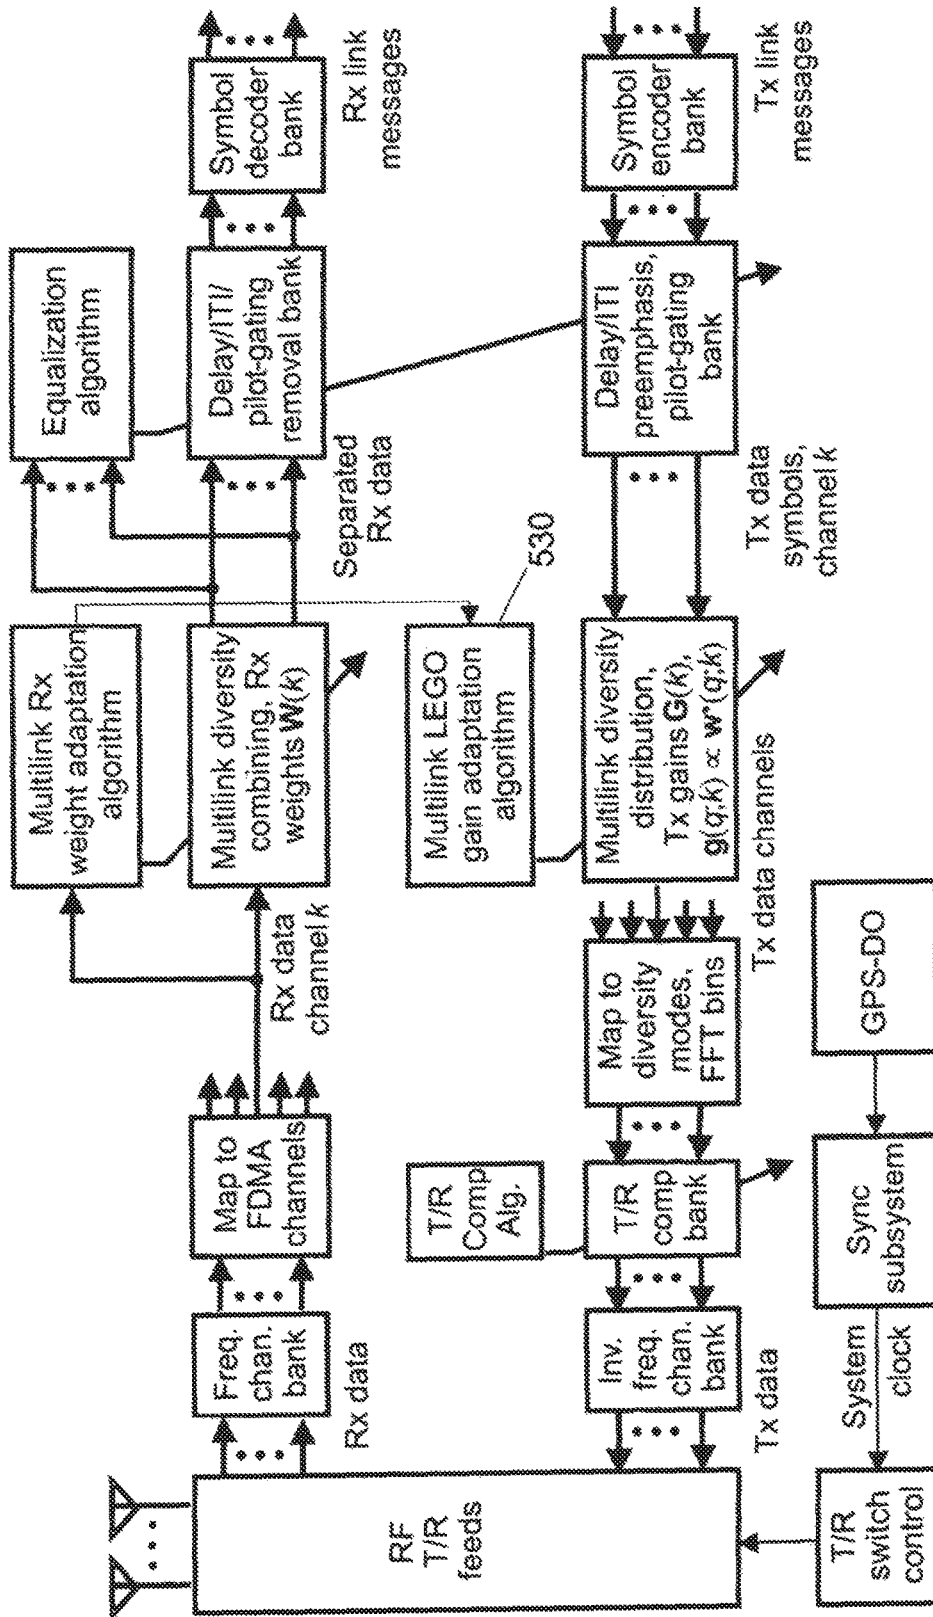 RF
T/R
feeds
Freq.
chan.
bank
Rx data
Map to
FDMA
channels
Rx data
channel k
Multilink Rx
weight adaptation
algorithm
Multilink diversity
combining, Rx
weights W(k)
Separated
Rx data
Equalization
algorithm
Delay/ITI/
pilot-gating
removal bank
Symbol
decoder
bank
Rx link
messages
Multilink LEGO
gain adaptation
algorithm
530
T/R
Comp
Alg.
Inv.
freq.
chan.
bank
Tx data
T/R
comp
bank
Map to
diversity
modes,
FFT bins
Tx data channels
Multilink diversity
distribution,
Tx gains G(k),
g(q;k) ∝ w*(q;k)
Tx data
symbols,
channel k
Delay/ITI
preemphasis,
pilot-gating
bank
Symbol
encoder
bank
Tx link
messages
T/R
switch
control
System
clock
Sync
subsystem
GPS-DO